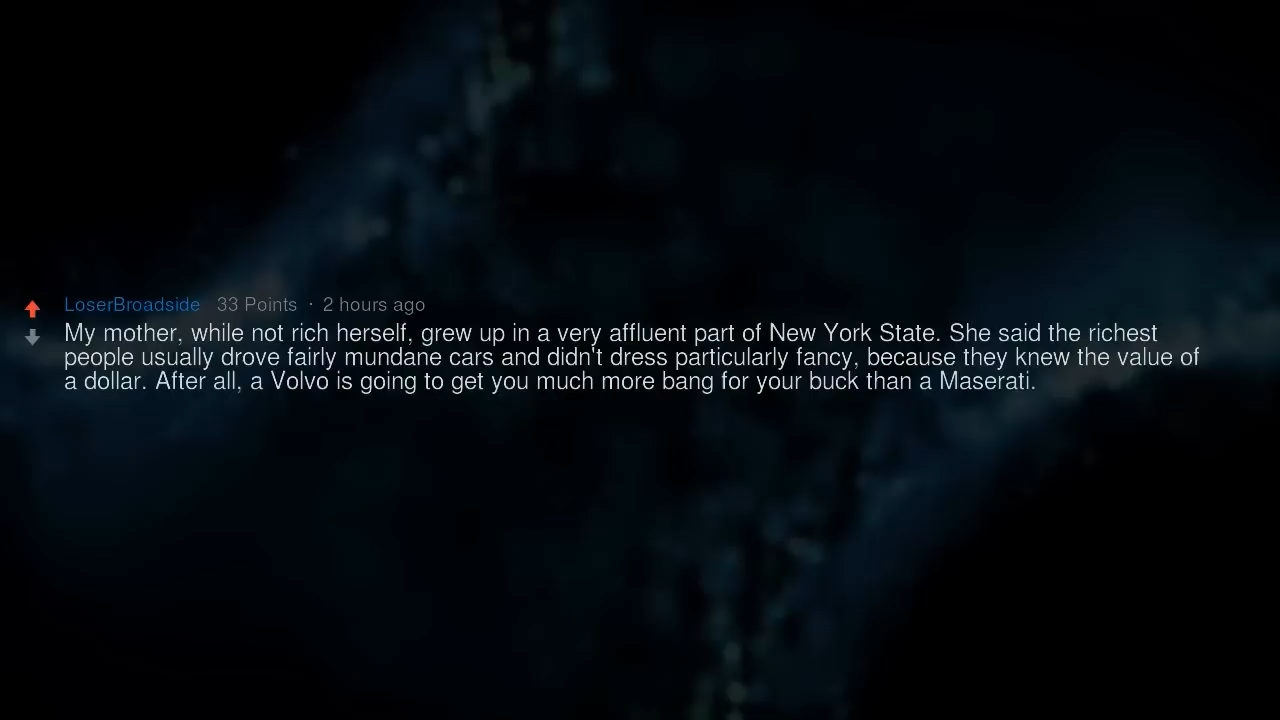 LoserBroadside 33 Points · 2 hours ago
My mother, while not rich herself, grew up in a very affluent part of New York State. She said the richest
people usually drove fairly mundane cars and didn't dress particularly fancy, because they knew the value of
a dollar. After all, a Volvo is going to get you much more bang for your buck than a Maserati.